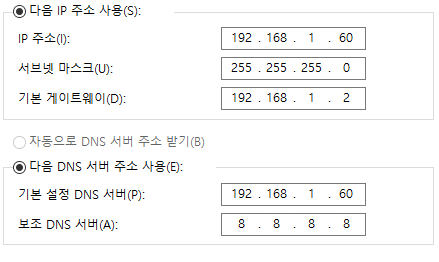 다음 IP 주소 사용(S):
IP 주소(I): 192 . 168 . 1 . 60
서브넷 마스크(U): 255 . 255 . 255 . 0
기본 게이트웨이(D): 192 . 168 . 1 . 2
자동으로 DNS 서버 주소 받기(B)
다음 DNS 서버 주소 사용(E):
기본 설정 DNS 서버(P): 192 . 168 . 1 . 60
보조 DNS 서버(A): 8 . 8 . 8 . 8